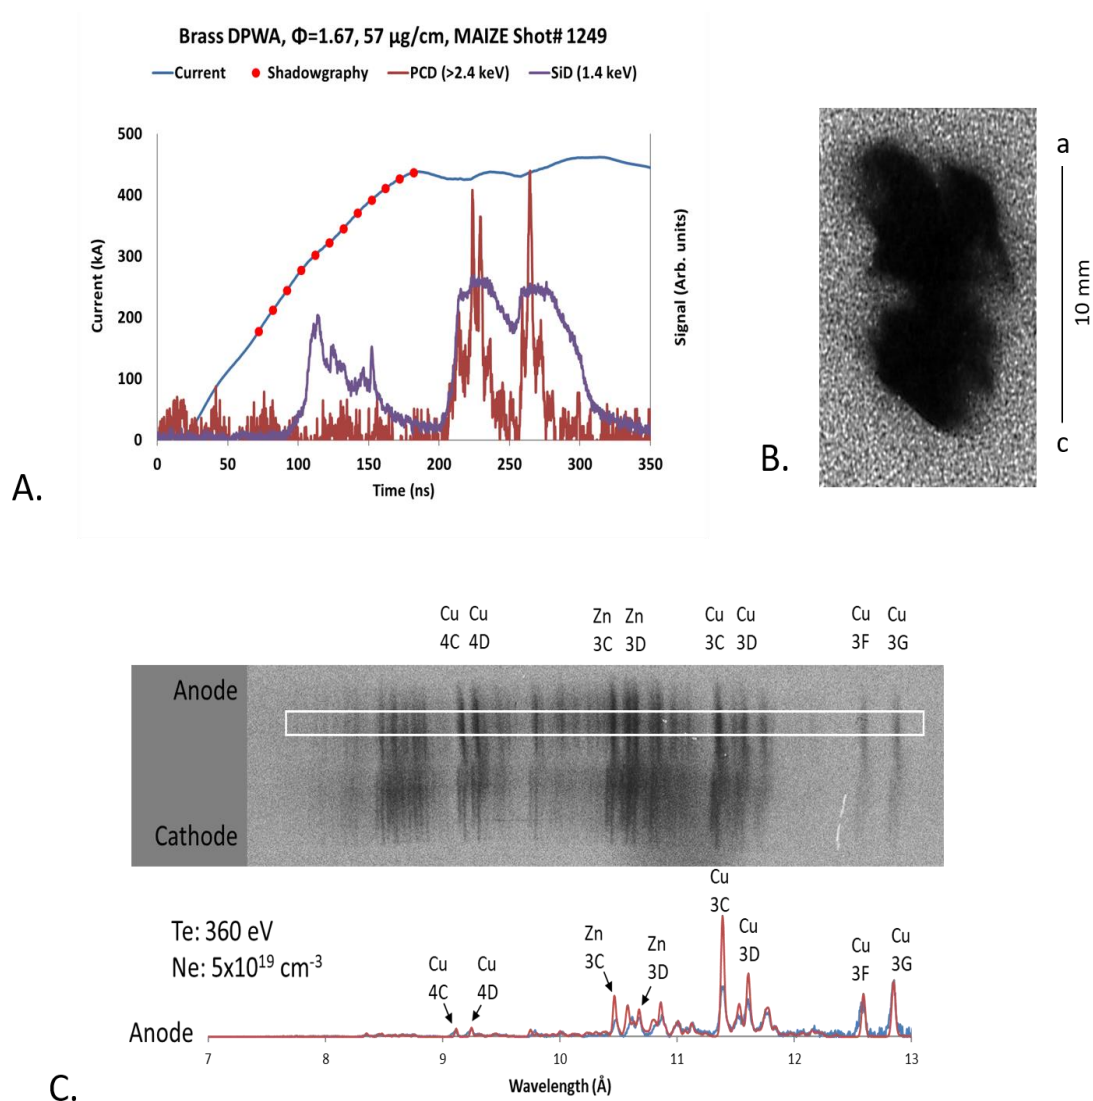 Brass DPWA, Φ=1.67, 57 µg/cm, MAIZE Shot# 1249
Current Shadowgraphy PCD (>2.4 keV) SiD (1.4 keV)
500
400
300
200
100
0
Current (kA)
Signal (Arb. units)
0 50 100 150 200 250 300 350
Time (ns)
A.
a
10 mm
c
B.
Cu Cu Zn Zn Cu Cu Cu Cu
4C 4D 3C 3D 3C 3D 3F 3G
Anode
Cathode
Te: 360 eV
Ne: 5x10¹⁹ cm⁻³
Cu
4C
Cu
4D
Zn
3C
Zn
3D
Cu
3C
Cu
3D
Cu
3F
Cu
3G
Anode
7 8 9 10 11 12 13
Wavelength (Å)
C.